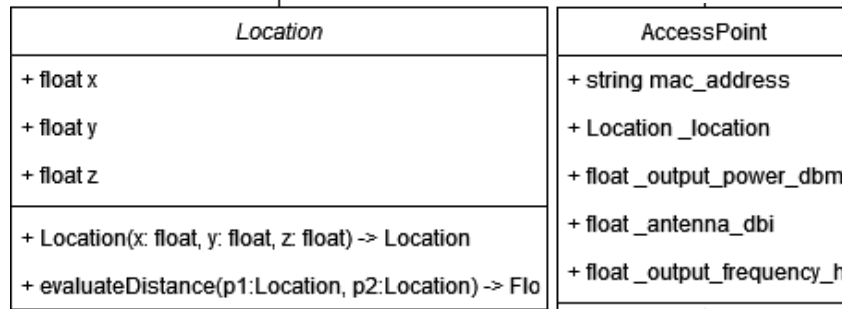 Location
+ float x
+ float y
+ float z
+ Location(x: float, y: float, z: float) -> Location
+ evaluateDistance(p1:Location, p2:Location) -> Flo
AccessPoint
+ string mac_address
+ Location _location
+ float _output_power_dbm
+ float _antenna_dbi
+ float _output_frequency_h